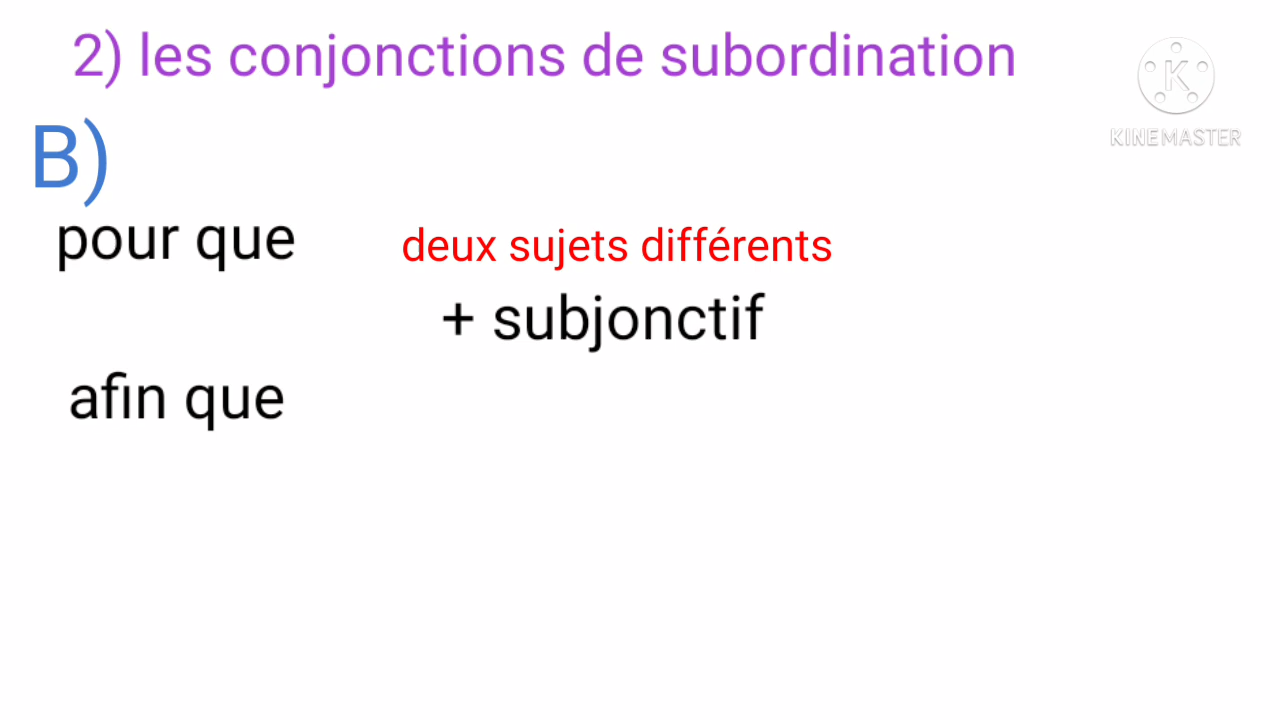 2) les conjonctions de subordination
K
KINEMASTER
B)
pour que
deux sujets différents
+ subjonctif
afin que